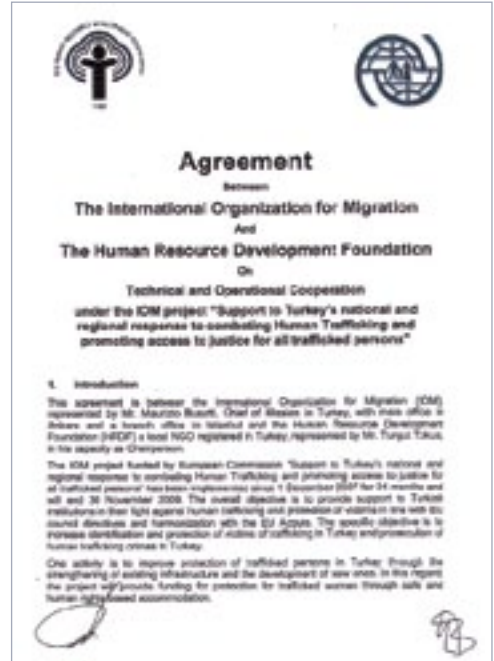 Agreement
Between
The International Organization for Migration
And
The Human Resource Development Foundation
On
Technical and Operational Cooperation
under the IOM project "Support to Turkey's national and
regional response to combating Human Trafficking and
promoting access to justice for all trafficked persons"
1. Introduction
This agreement is between the International Organization for Migration (IOM)
represented by Mr. Maurizio Busatti, Chief of Mission in Turkey, with main office in
Ankara and a branch office in Istanbul and the Human Resource Development
Foundation (HRDF) a local NGO registered in Turkey, represented by Mr. Turgut Tokuş,
in his capacity as Chairperson.
The IOM project funded by European Commission "Support to Turkey's national and
regional response to combating Human Trafficking and promoting access to justice for
all trafficked persons" has been implemented since 1 December 2007 for 24 months and
will end 30 November 2009. The overall objective is to provide support to Turkish
institutions in their fight against human trafficking and protection of victims in line with the
council directives and harmonization with the EU Acquis. The specific objective is to
increase identification and protection of victims of trafficking in Turkey and prosecution of
human trafficking crimes in Turkey.
One activity is to improve protection of trafficked persons in Turkey through the
strengthening of existing infrastructure and the development of new ones. In this regard,
the project will provide funding for protection for trafficked women through safe and
human rights based accommodation.